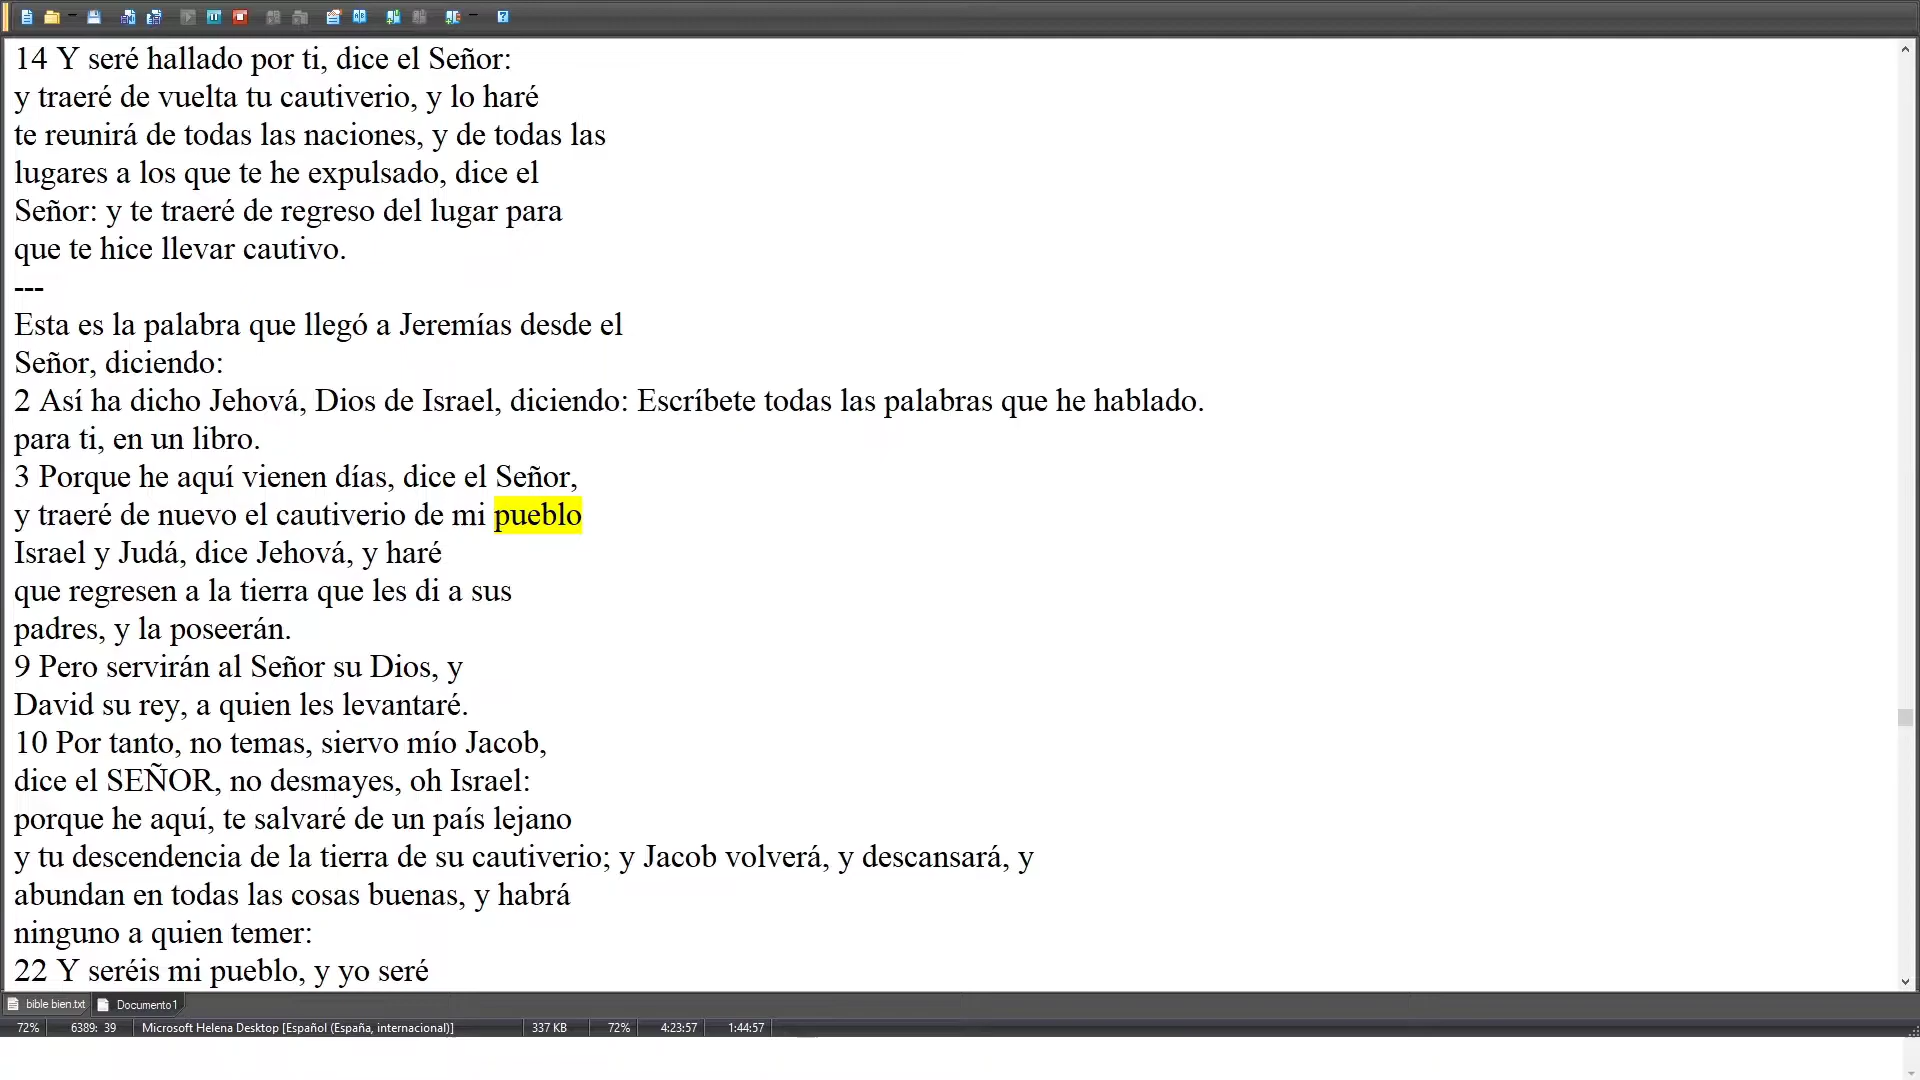 14 Y seré hallado por ti, dice el Señor:
y traeré de vuelta tu cautiverio, y lo haré
te reunirá de todas las naciones, y de todas las
lugares a los que te he expulsado, dice el
Señor: y te traeré de regreso del lugar para
que te hice llevar cautivo.
---
Esta es la palabra que llegó a Jeremías desde el
Señor, diciendo:
2 Así ha dicho Jehová, Dios de Israel, diciendo: Escríbete todas las palabras que he hablado.
para ti, en un libro.
3 Porque he aquí vienen días, dice el Señor,
y traeré de nuevo el cautiverio de mi pueblo
Israel y Judá, dice Jehová, y haré
que regresen a la tierra que les di a sus
padres, y la poseerán.
9 Pero servirán al Señor su Dios, y
David su rey, a quien les levantaré.
10 Por tanto, no temas, siervo mío Jacob,
dice el SEÑOR, no desmayes, oh Israel:
porque he aquí, te salvaré de un país lejano
y tu descendencia de la tierra de su cautiverio; y Jacob volverá, y descansará, y
abundan en todas las cosas buenas, y habrá
ninguno a quien temer:
22 Y seréis mi pueblo, y yo seré
bible bien.txt Documento1
72% 6389: 39 Microsoft Helena Desktop [Español (España, internacional)] 337 KB 72% 4:23:57 1:44:57